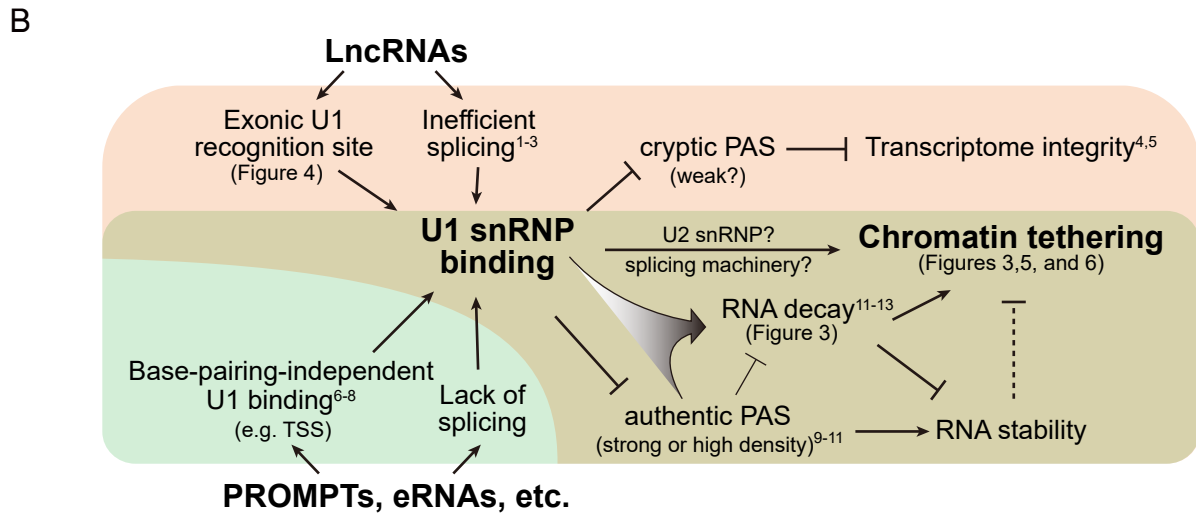 B
LncRNAs
Exonic U1
recognition site
(Figure 4)
Inefficient
splicing1-3
cryptic PAS
(weak?)
Transcriptome integrity4,5
U1 snRNP
binding
U2 snRNP?
splicing machinery?
Chromatin tethering
(Figures 3,5, and 6)
RNA decay11-13
(Figure 3)
Base-pairing-independent
U1 binding6-8
(e.g. TSS)
Lack of
splicing
authentic PAS
(strong or high density)9-11
RNA stability
PROMPTs, eRNAs, etc.